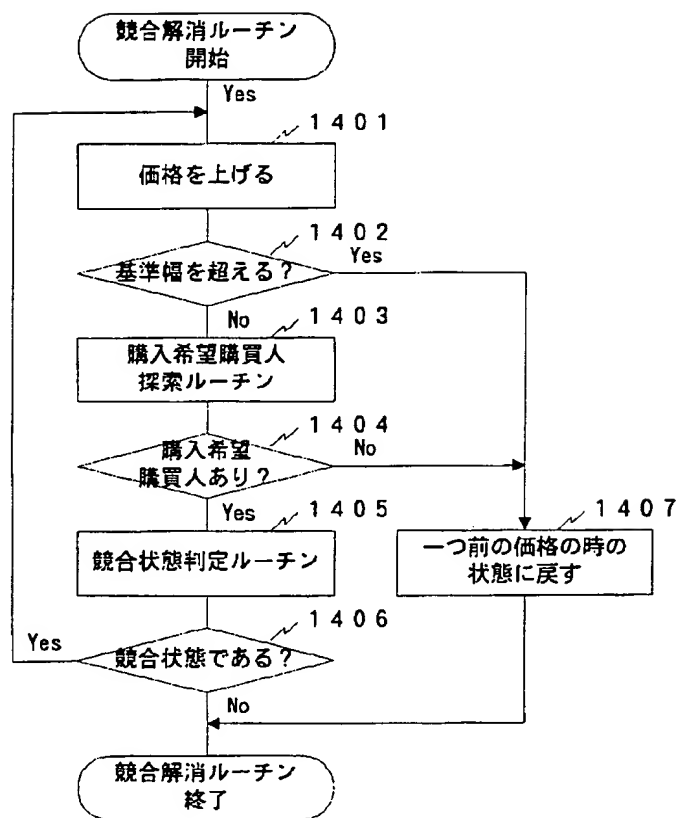 競合解消ルーチン
開始
Yes
1401
価格を上げる
1402
基準幅を超える？
Yes
No
1403
購入希望購買人
探索ルーチン
1404
購入希望
購買人あり？
No
Yes
1405
競合状態判定ルーチン
1407
一つ前の価格の時の
状態に戻す
1406
競合状態である？
Yes
No
競合解消ルーチン
終了